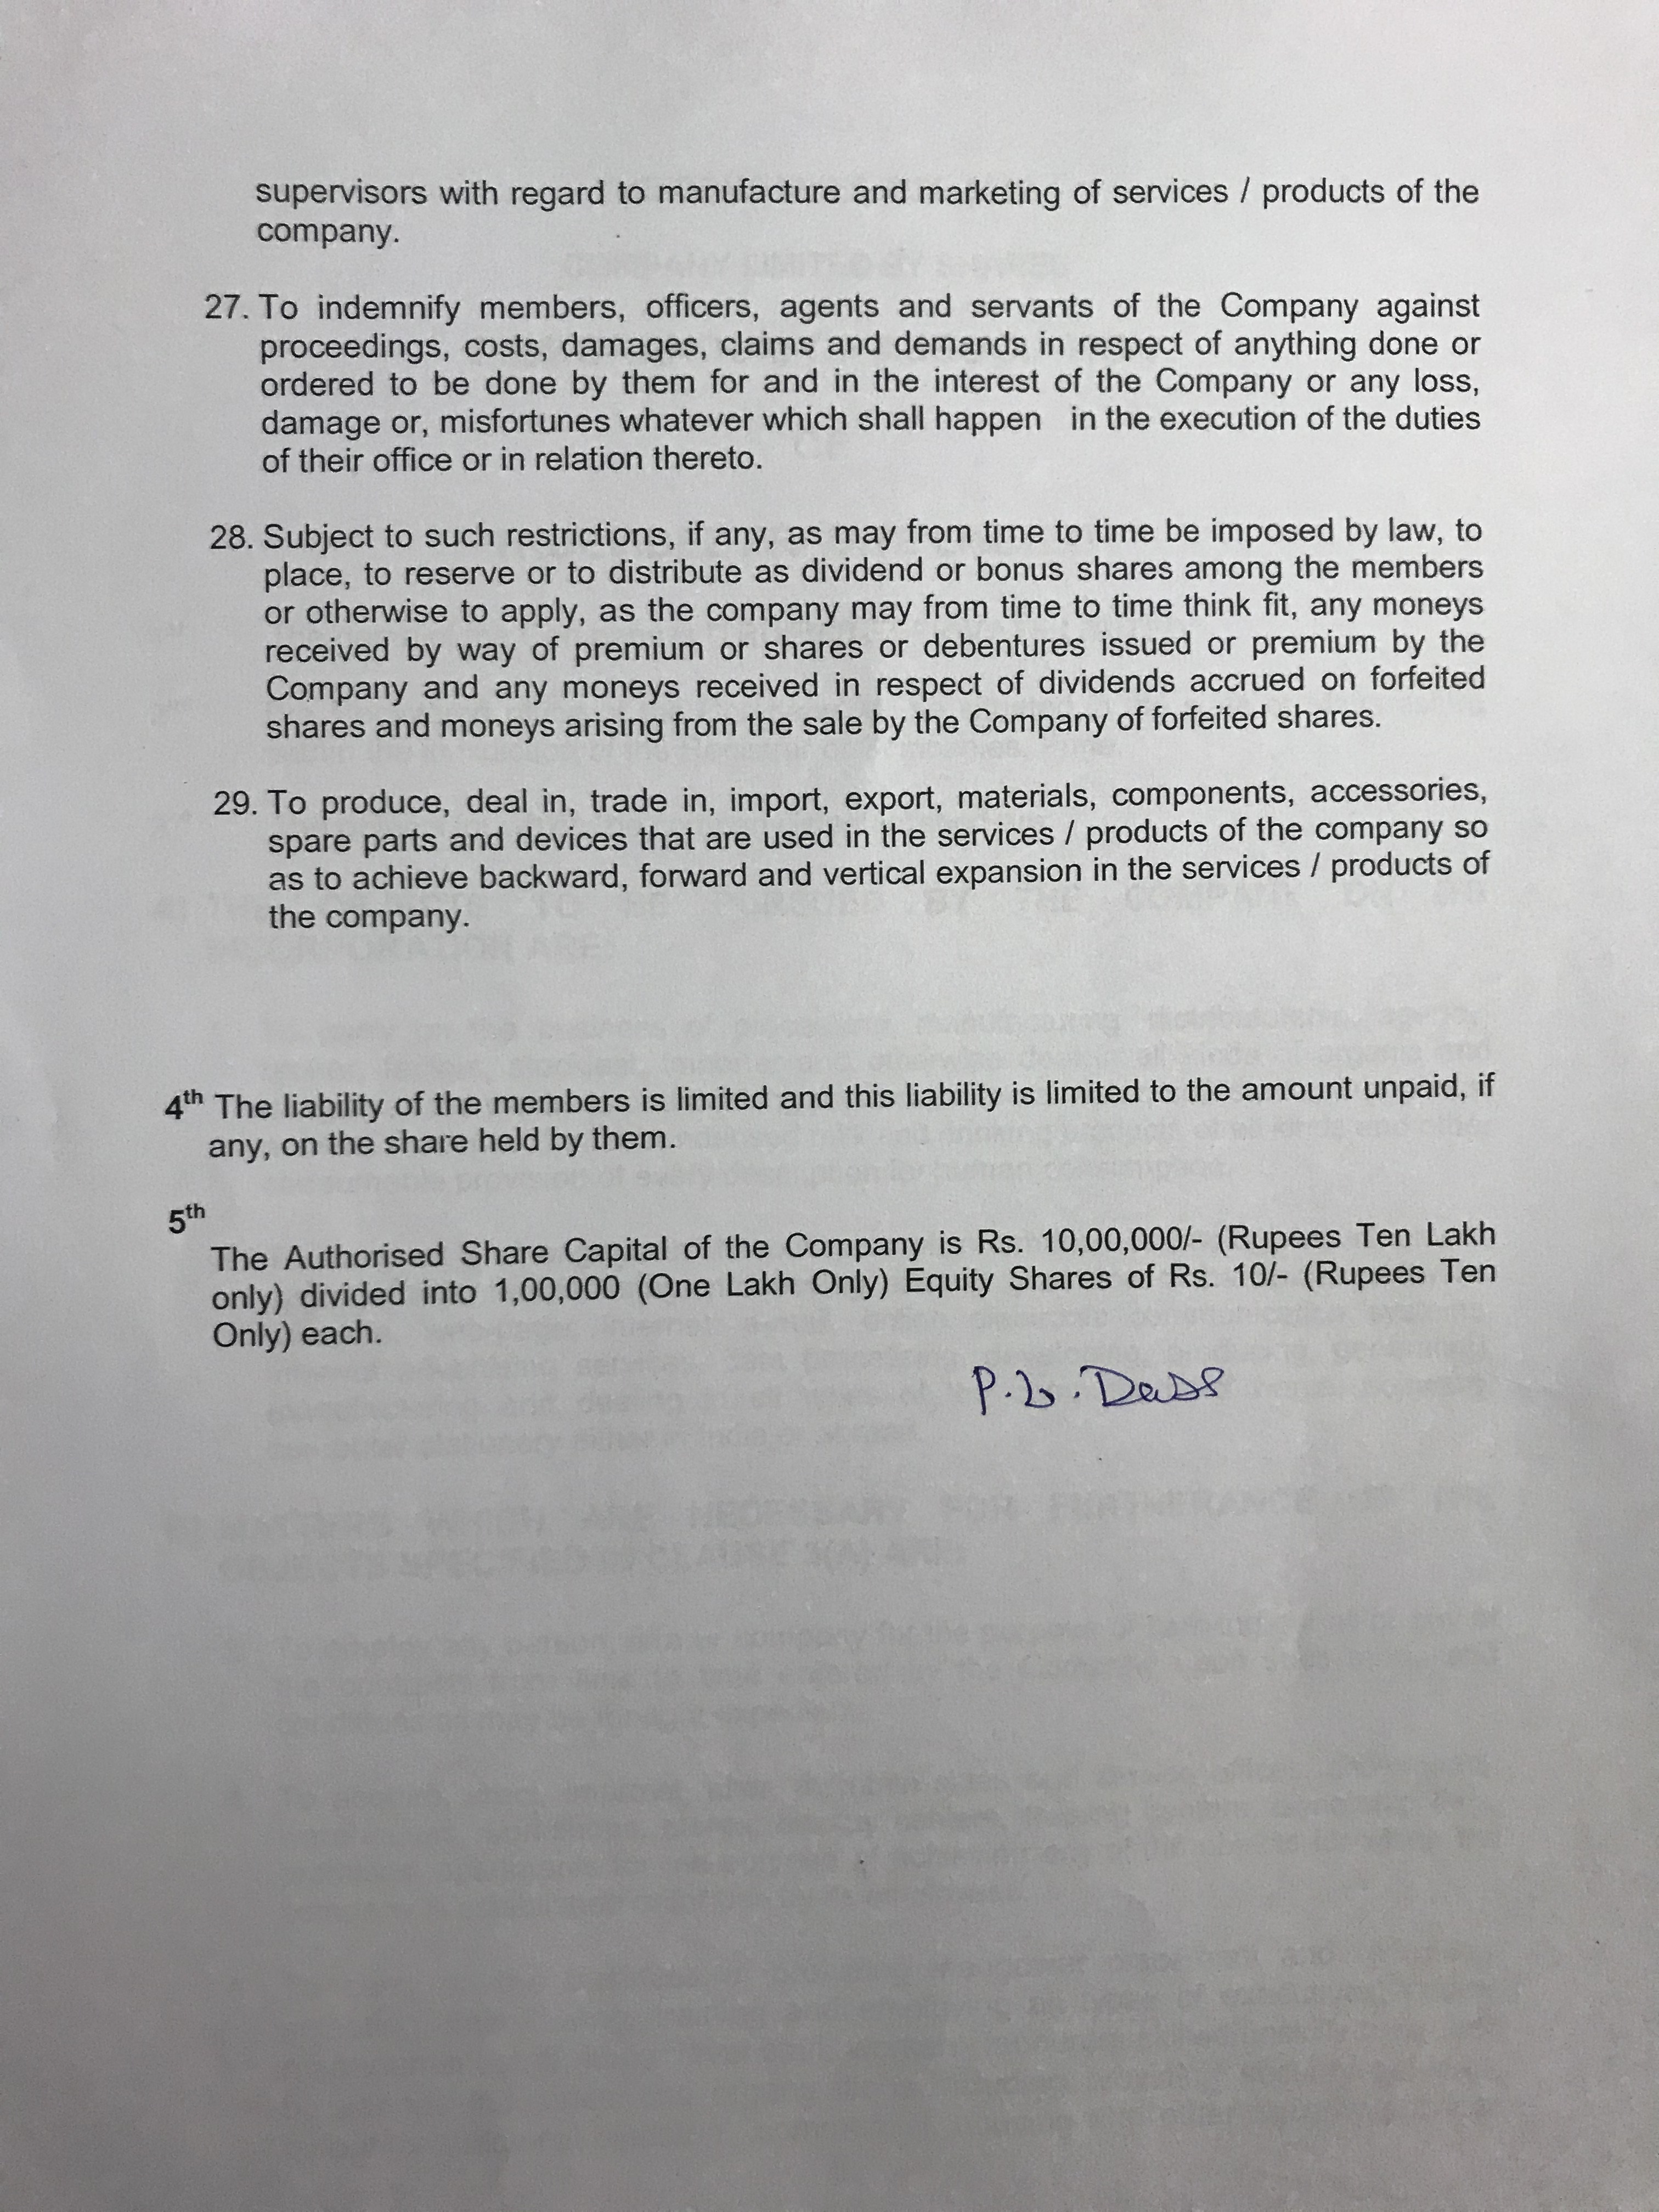 supervisors with regard to manufacture and marketing of services / products of the
company.
27. To indemnify members, officers, agents and servants of the Company against
proceedings, costs, damages, claims and demands in respect of anything done or
ordered to be done by them for and in the interest of the Company or any loss,
damage or, misfortunes whatever which shall happen in the execution of the duties
of their office or in relation thereto.
28. Subject to such restrictions, if any, as may from time to time be imposed by law, to
place, to reserve or to distribute as dividend or bonus shares among the members
or otherwise to apply, as the company may from time to time think fit, any moneys
received by way of premium or shares or debentures issued or premium by the
Company and any moneys received in respect of dividends accrued on forfeited
shares and moneys arising from the sale by the Company of forfeited shares.
29. To produce, deal in, trade in, import, export, materials, components, accessories,
spare parts and devices that are used in the services / products of the company so
as to achieve backward, forward and vertical expansion in the services / products of
the company.
4th The liability of the members is limited and this liability is limited to the amount unpaid, if
any, on the share held by them.
5th
The Authorised Share Capital of the Company is Rs. 10,00,000/- (Rupees Ten Lakh
only) divided into 1,00,000 (One Lakh Only) Equity Shares of Rs. 10/- (Rupees Ten
Only) each.
Dass